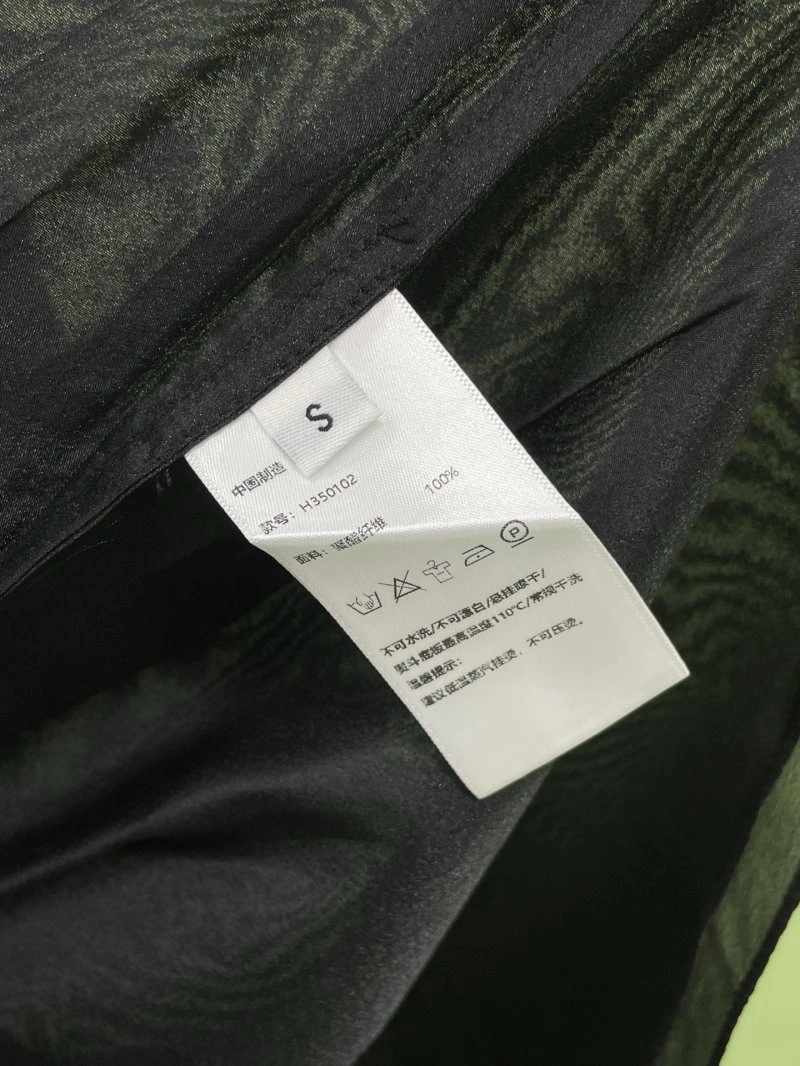 S
中国制造
款号：H350102
面料：聚酯纤维 100%
P
不可水洗/不可漂白/悬挂晾干/
熨斗底板最高温度110℃/常规干洗
温馨提示：
建议低温蒸汽挂烫，不可压烫。